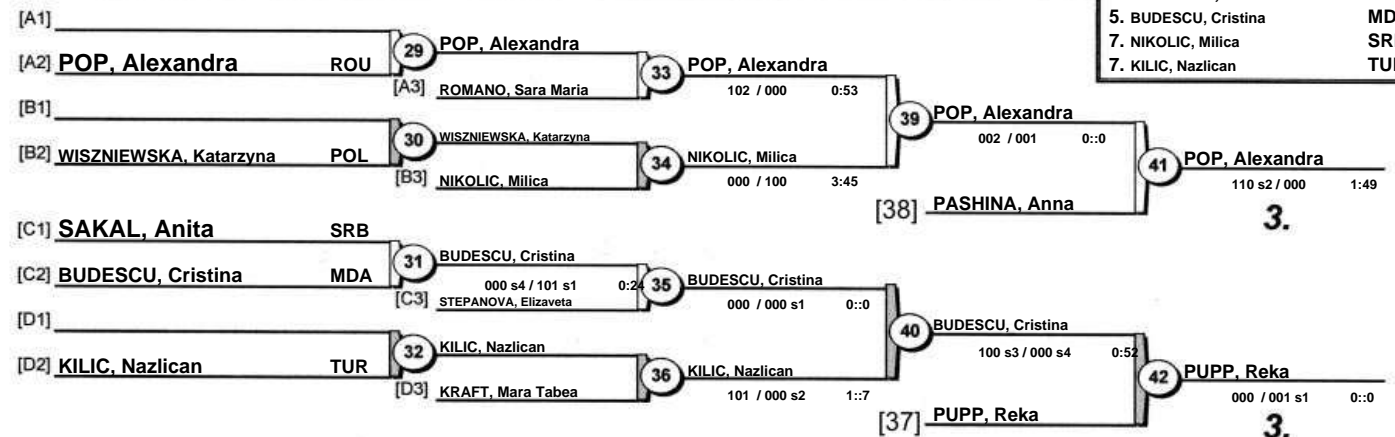 5. BUDESCU, Cristina MD
7. NIKOLIC, Milica SR
7. KILIC, Nazlican TU
[A1]
[A2] POP, Alexandra ROU
29
POP, Alexandra
[A3] ROMANO, Sara Maria
33
POP, Alexandra
102 / 000 0:53
[B1]
[B2] WISZNIEWSKA, Katarzyna POL
30
WISZNIEWSKA, Katarzyna
[B3] NIKOLIC, Milica
34
NIKOLIC, Milica
000 / 100 3:45
39
POP, Alexandra
002 / 001 0::0
[38] PASHINA, Anna
41
POP, Alexandra
110 s2 / 000 1:49
3.
[C1] SAKAL, Anita SRB
[C2] BUDESCU, Cristina MDA
31
BUDESCU, Cristina
000 s4 / 101 s1 0:24
[C3] STEPANOVA, Elizaveta
35
BUDESCU, Cristina
000 / 000 s1 0::0
[D1]
[D2] KILIC, Nazlican TUR
32
KILIC, Nazlican
[D3] KRAFT, Mara Tabea
36
KILIC, Nazlican
101 / 000 s2 1::7
40
BUDESCU, Cristina
100 s3 / 000 s4 0:52
[37] PUPP, Reka
42
PUPP, Reka
000 / 001 s1 0::0
3.